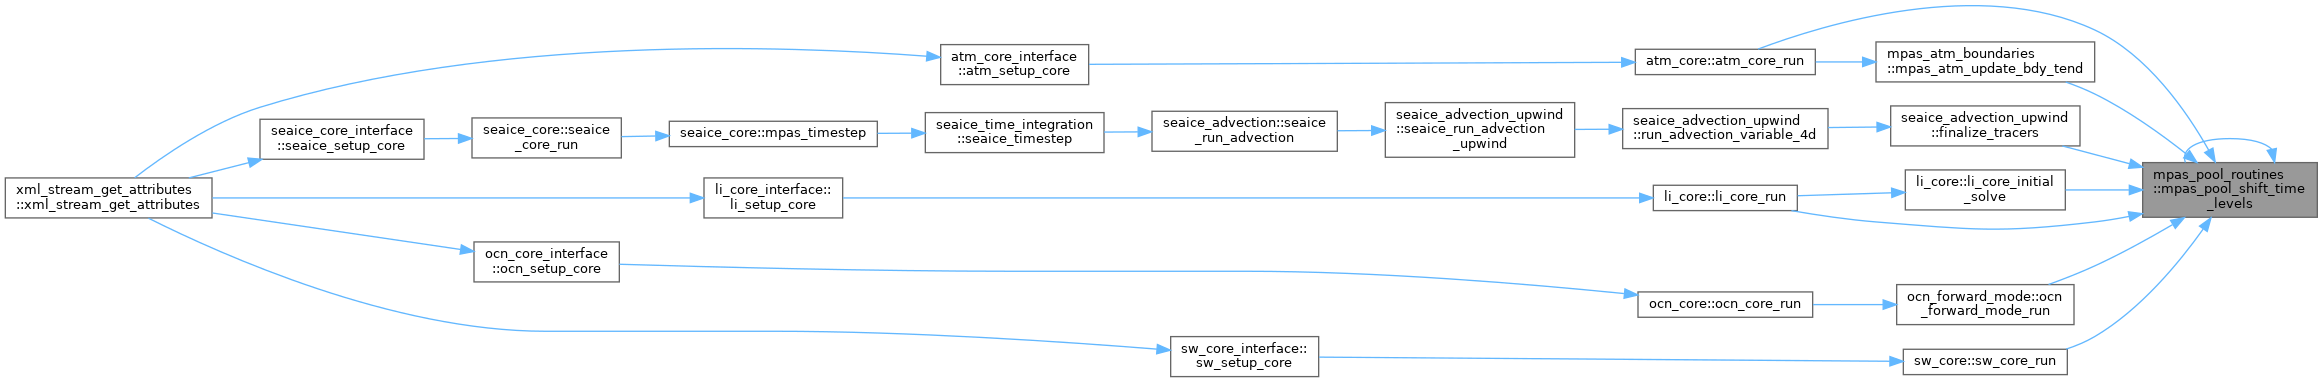 atm_core_interface
::atm_setup_core
atm_core::atm_core_run
mpas_atm_boundaries
::mpas_atm_update_bdy_tend
seaice_core_interface
::seaice_setup_core
seaice_core::seaice
_core_run
seaice_core::mpas_timestep
seaice_time_integration
::seaice_timestep
seaice_advection::seaice
_run_advection
seaice_advection_upwind
::seaice_run_advection
_upwind
seaice_advection_upwind
::run_advection_variable_4d
seaice_advection_upwind
::finalize_tracers
xml_stream_get_attributes
::xml_stream_get_attributes
li_core_interface::
li_setup_core
li_core::li_core_run
li_core::li_core_initial
_solve
mpas_pool_routines
::mpas_pool_shift_time
_levels
ocn_core_interface
::ocn_setup_core
ocn_core::ocn_core_run
ocn_forward_mode::ocn
_forward_mode_run
sw_core_interface::
sw_setup_core
sw_core::sw_core_run